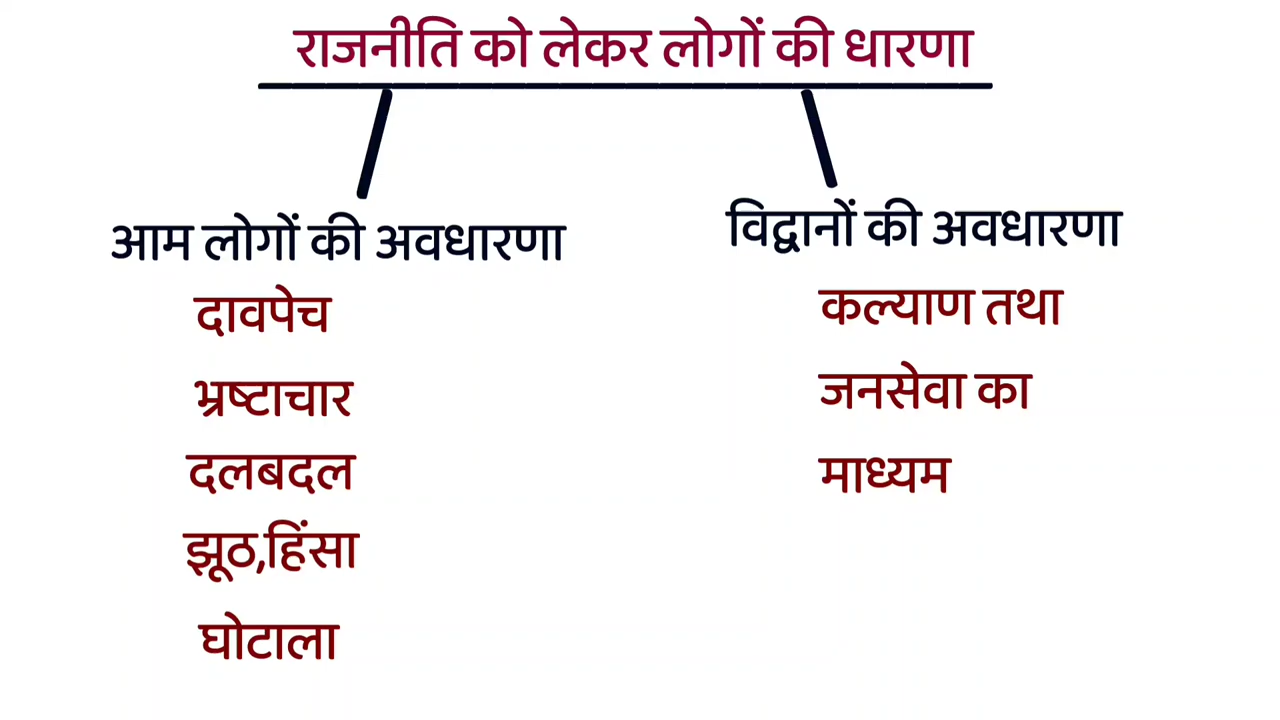 राजनीति को लेकर लोगों की धारणा
आम लोगों की अवधारणा
दावपेच
भ्रष्टाचार
दलबदल
झूठ,हिंसा
घोटाला
विद्वानों की अवधारणा
कल्याण तथा
जनसेवा का
माध्यम